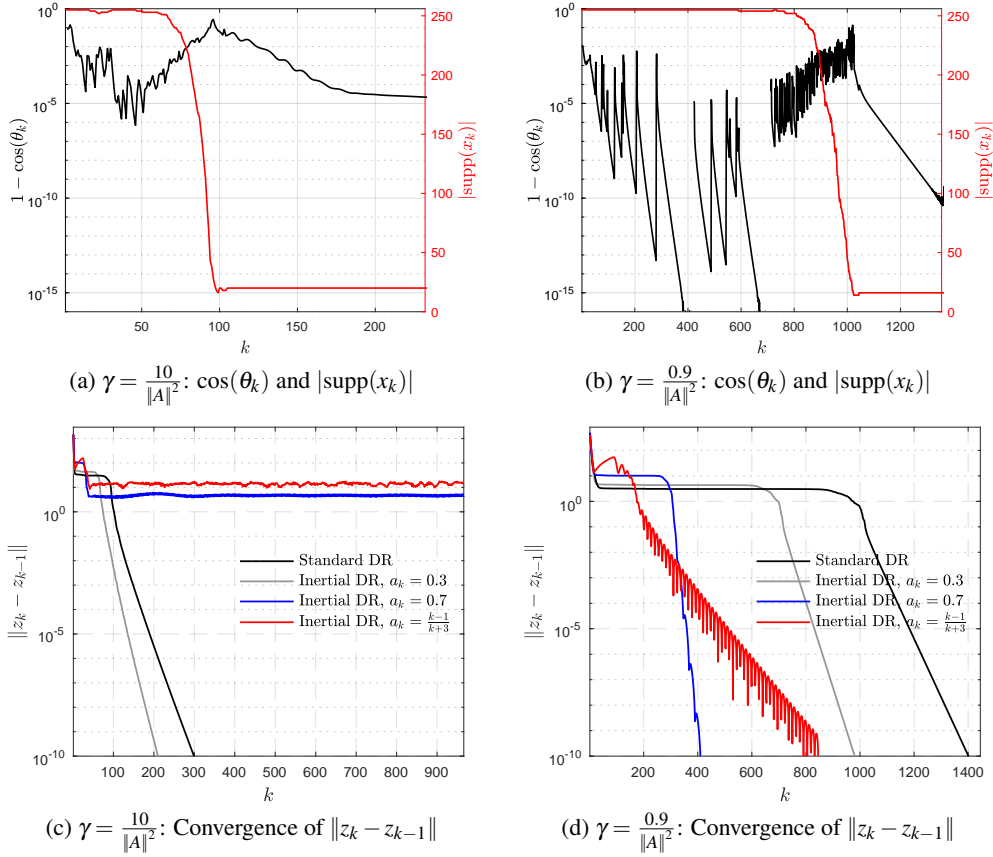 10^0
10^-5
10^-10
10^-15
1 − cos(θ_k)
50
100
150
200
k
0
50
100
150
200
250
|supp(x_k)|
(a) γ = 10/‖A‖²: cos(θ_k) and |supp(x_k)|
10^0
10^-5
10^-10
10^-15
1 − cos(θ_k)
200
400
600
800
1000
1200
k
0
50
100
150
200
250
|supp(x_k)|
(b) γ = 0.9/‖A‖²: cos(θ_k) and |supp(x_k)|
10^0
10^-5
10^-10
‖z_k − z_{k−1}‖
Standard DR
Inertial DR, a_k = 0.3
Inertial DR, a_k = 0.7
Inertial DR, a_k = k−1/k+3
100
200
300
400
500
600
700
800
900
k
(c) γ = 10/‖A‖²: Convergence of ‖z_k − z_{k−1}‖
10^0
10^-5
10^-10
‖z_k − z_{k−1}‖
Standard DR
Inertial DR, a_k = 0.3
Inertial DR, a_k = 0.7
Inertial DR, a_k = k−1/k+3
200
400
600
800
1000
1200
1400
k
(d) γ = 0.9/‖A‖²: Convergence of ‖z_k − z_{k−1}‖